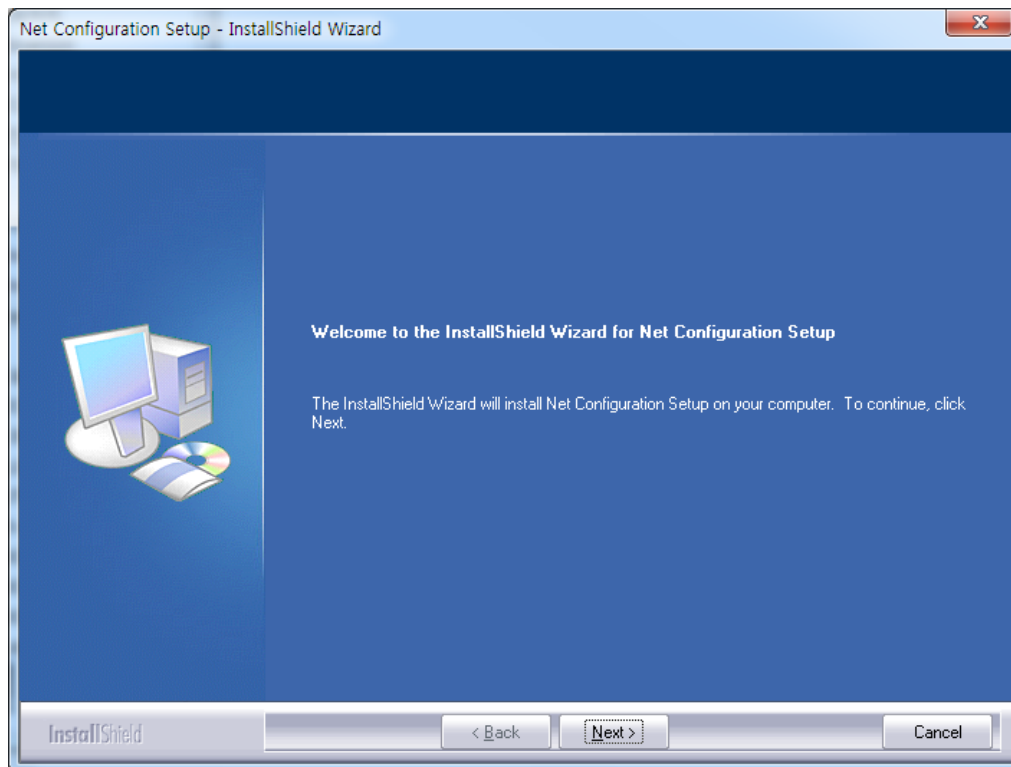 Net Configuration Setup - InstallShield Wizard
Welcome to the InstallShield Wizard for Net Configuration Setup
The InstallShield Wizard will install Net Configuration Setup on your computer. To continue, click
Next.
InstallShield
< Back
Next >
Cancel